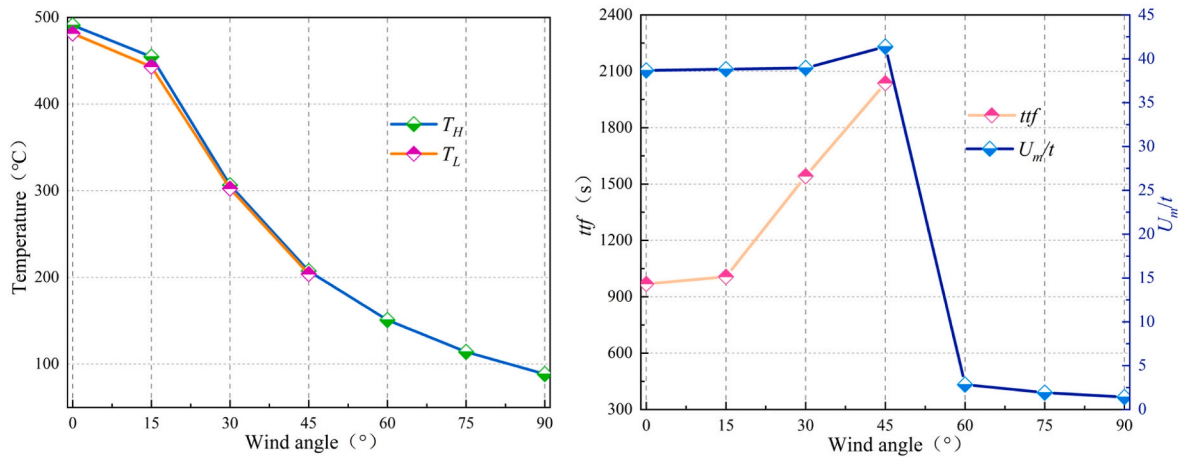 500
400
300
200
100
Temperature（℃）
T_H
T_L
0 15 30 45 60 75 90
Wind angle（°）
2400
2100
1800
1500
1200
900
600
300
ttf（s）
ttf
U_m/t
45
40
35
30
25
20
15
10
5
0
U_m/t
0 15 30 45 60 75 90
Wind angle（°）